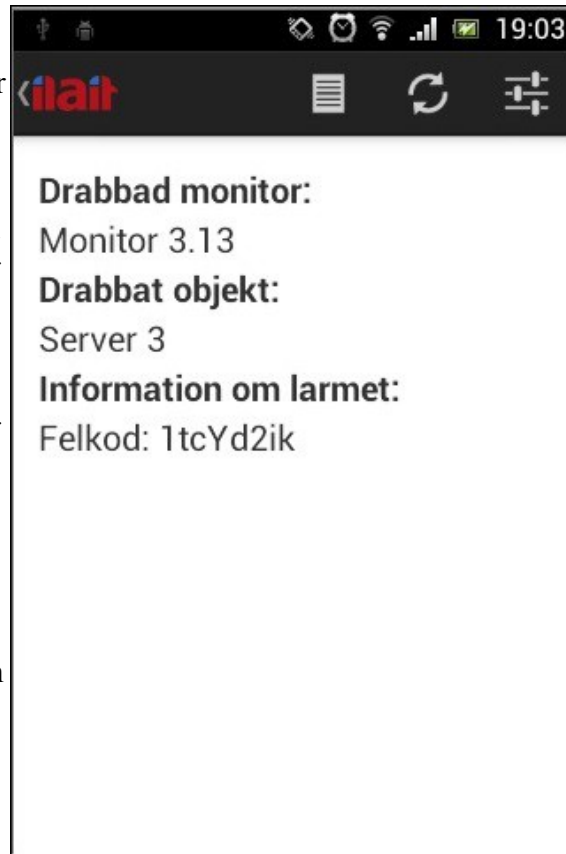 19:03
ilait
Drabbad monitor:
Monitor 3.13
Drabbat objekt:
Server 3
Information om larmet:
Felkod: 1tcYd2ik